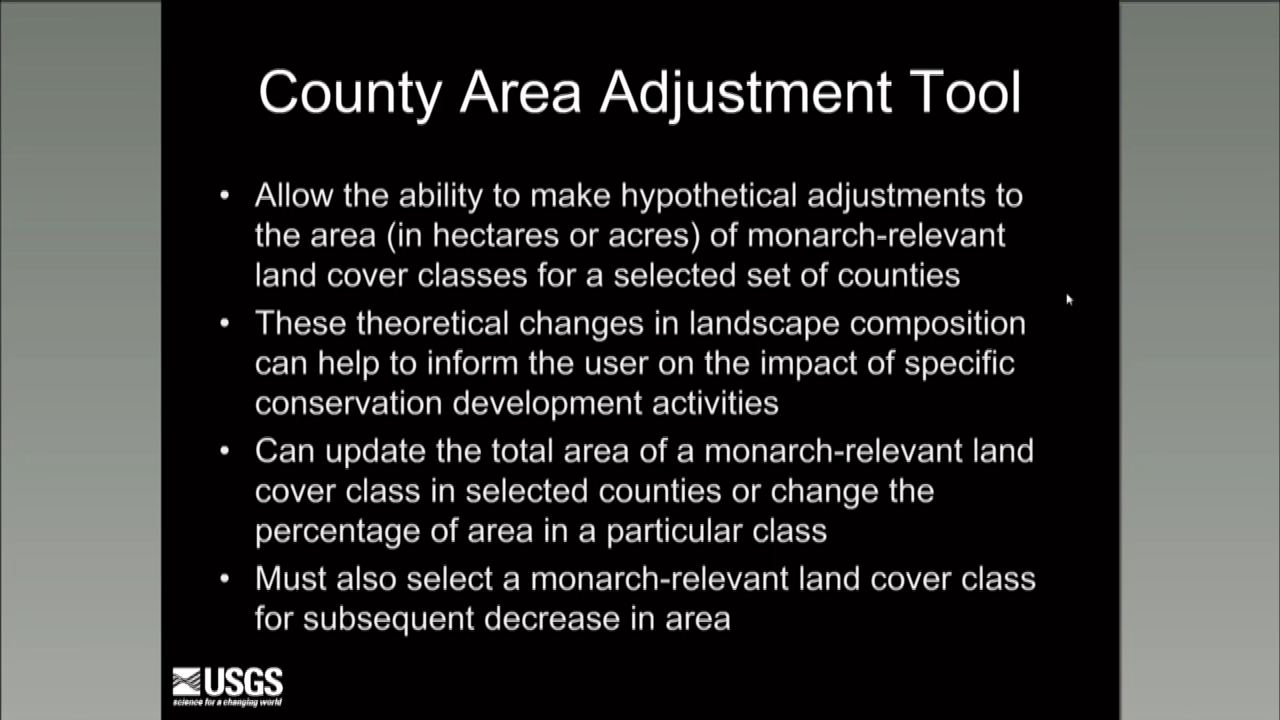 County Area Adjustment Tool
• Allow the ability to make hypothetical adjustments to
the area (in hectares or acres) of monarch-relevant
land cover classes for a selected set of counties
• These theoretical changes in landscape composition
can help to inform the user on the impact of specific
conservation development activities
• Can update the total area of a monarch-relevant land
cover class in selected counties or change the
percentage of area in a particular class
• Must also select a monarch-relevant land cover class
for subsequent decrease in area
USGS
science for a changing world